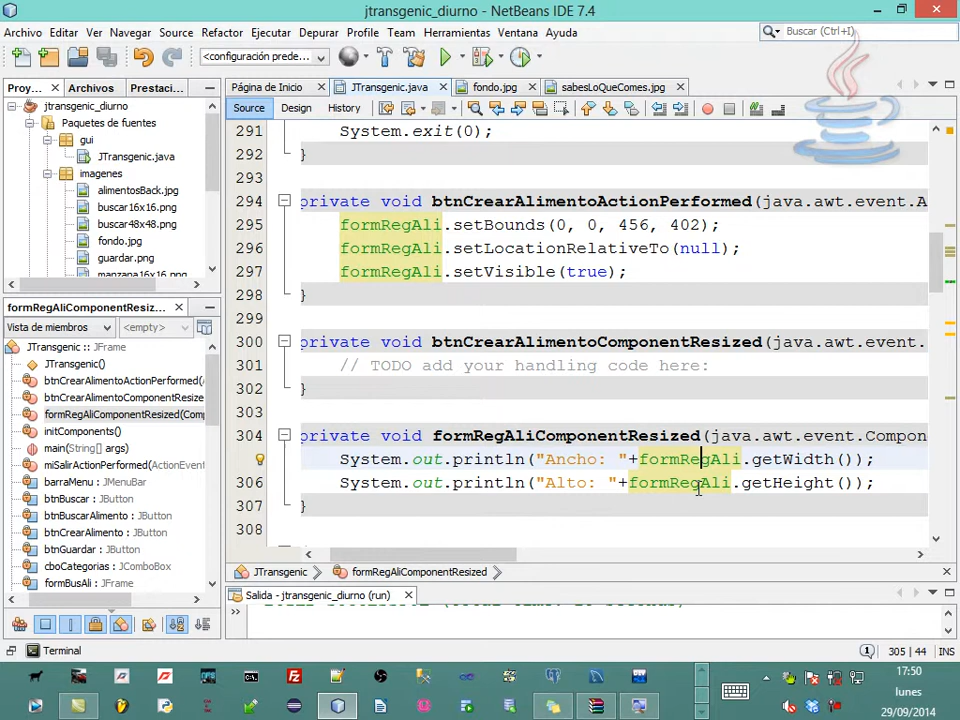 jtransgenic_diurno - NetBeans IDE 7.4
Archivo Editar Ver Navegar Source Refactor Ejecutar Depurar Profile Team Herramientas Ventana Ayuda
Buscar (Ctrl+I)
<configuración prede...
Proy... Archivos Prestaci...
Página de Inicio JTransgenic.java fondo.jpg sabesLoQueComes.jpg
Source Design History
jtransgenic_diurno
Paquetes de fuentes
gui
JTransgenic.java
imagenes
alimentosBack.jpg
buscar16x16.png
buscar48x48.png
fondo.jpg
guardar.png
manzana16x16.png
291 System.exit(0);
292 }
293
294 private void btnCrearAlimentoActionPerformed(java.awt.event.A
295 formRegAli.setBounds(0, 0, 456, 402);
296 formRegAli.setLocationRelativeTo(null);
297 formRegAli.setVisible(true);
298 }
299
300 private void btnCrearAlimentoComponentResized(java.awt.event.
301 // TODO add your handling code here:
302 }
303
304 private void formRegAliComponentResized(java.awt.event.Compon
System.out.println("Ancho: "+formRegAli.getWidth());
306 System.out.println("Alto: "+formRegAli.getHeight());
307 }
308
formRegAliComponentResiz...
Vista de miembros <empty>
JTransgenic :: JFrame
JTransgenic()
btnCrearAlimentoActionPerformed(
btnCrearAlimentoComponentResize
formRegAliComponentResized(Comp
initComponents()
main(String[] args)
miSalirActionPerformed(ActionEvent
barraMenu : JMenuBar
btnBuscar : JButton
btnBuscarAlimento : JButton
btnCrearAlimento : JButton
btnGuardar : JButton
cboCategorias : JComboBox
formBusAli : JFrame
JTransgenic formRegAliComponentResized
Salida - jtransgenic_diurno (run)
Terminal
1 305 | 44 INS
17:50
lunes
29/09/2014